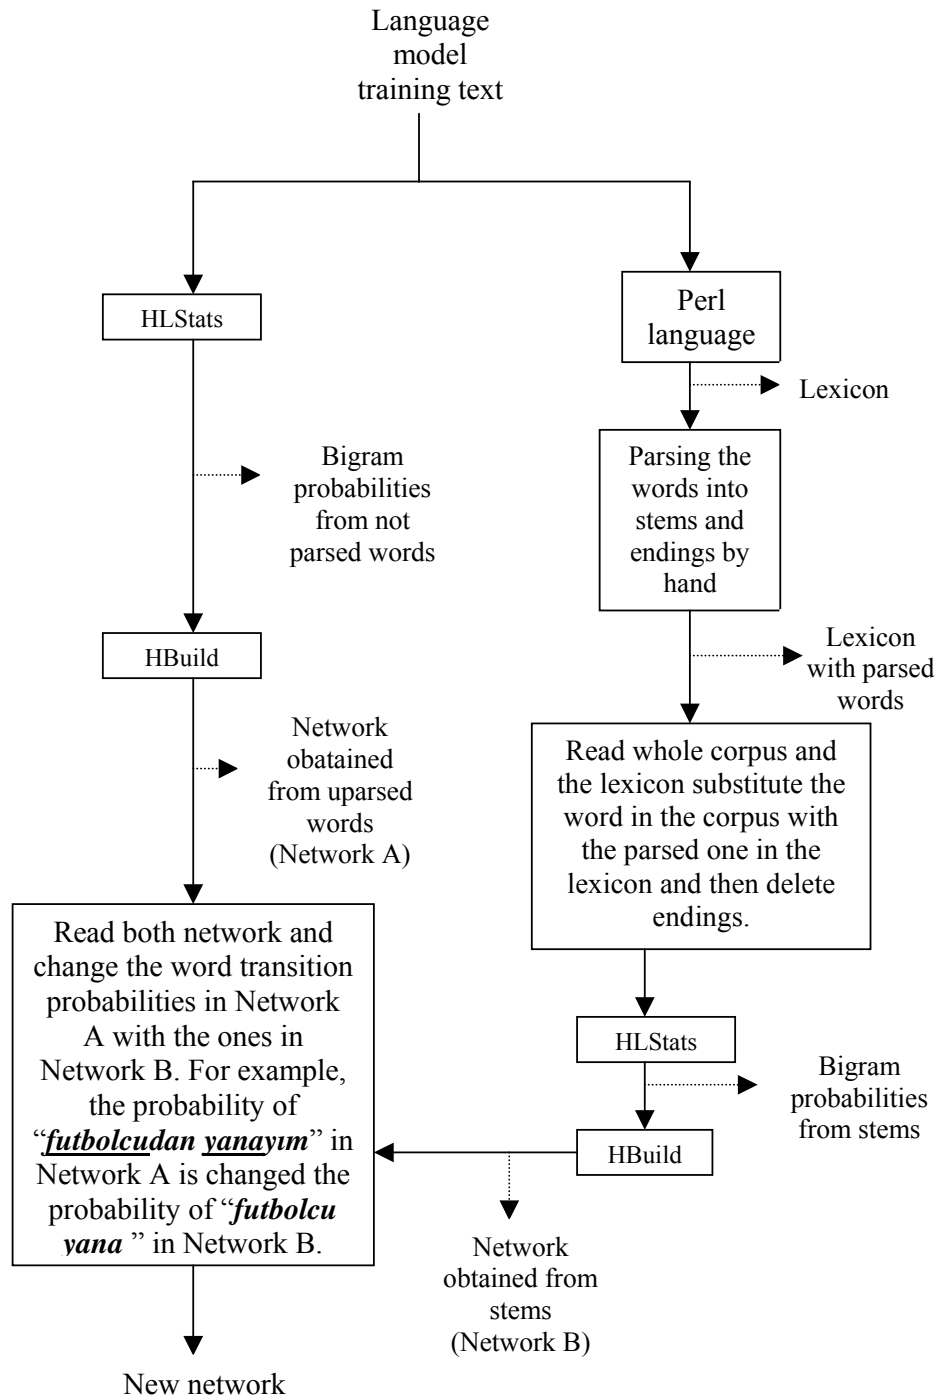 Language
model
training text
HLStats
Perl
language
Lexicon
Bigram
probabilities
from not
parsed words
Parsing the
words into
stems and
endings by
hand
HBuild
Lexicon
with parsed
words
Network
obatained
from uparsed
words
(Network A)
Read whole corpus and
the lexicon substitute the
word in the corpus with
the parsed one in the
lexicon and then delete
endings.
Read both network and
change the word transition
probabilities in Network
A with the ones in
Network B. For example,
the probability of
“futbolcudan yanayım” in
Network A is changed the
probability of “futbolcu
yana ” in Network B.
HLStats
Bigram
probabilities
from stems
HBuild
Network
obtained from
stems
(Network B)
New network